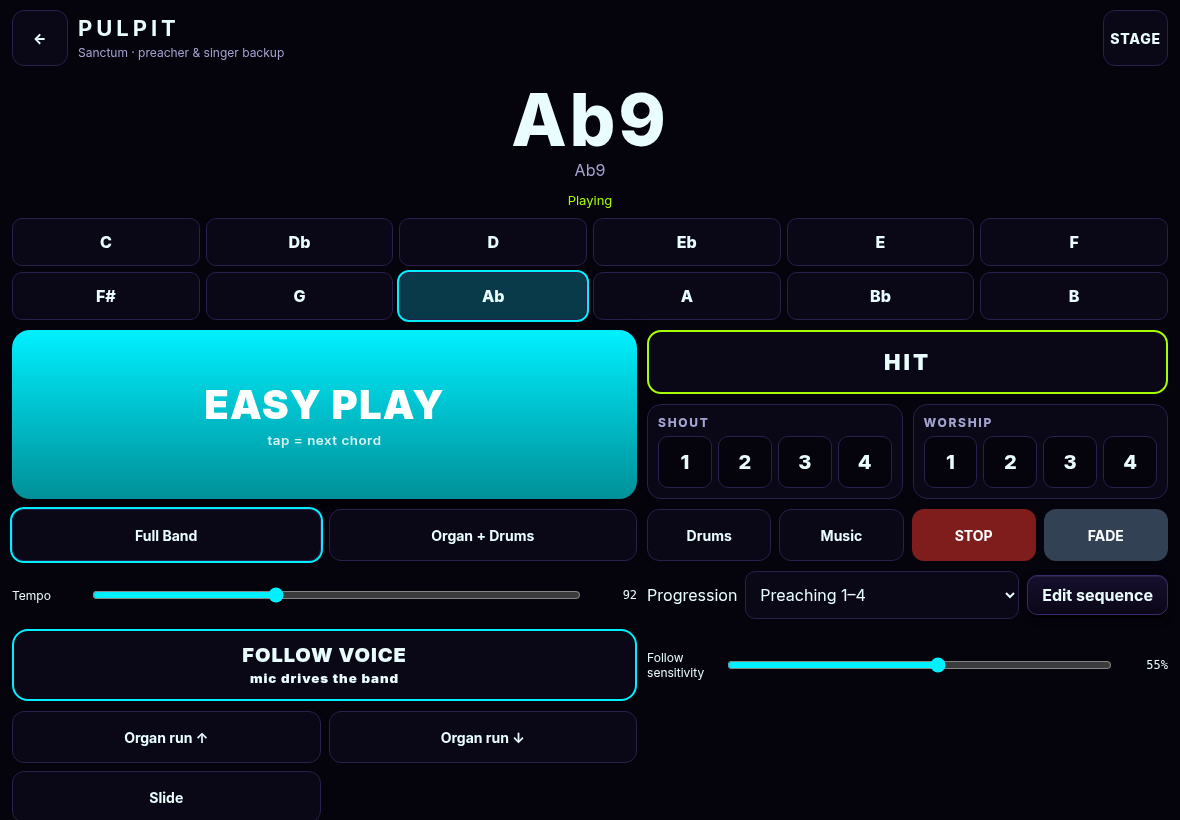 ←
PULPIT
Sanctum · preacher & singer backup
STAGE
Ab9
Ab9
Playing
C Db D Eb E F
F# G Ab A Bb B
EASY PLAY
tap = next chord
HIT
SHOUT
1 2 3 4
WORSHIP
1 2 3 4
Full Band
Organ + Drums
Drums
Music
STOP
FADE
Tempo
92
Progression
Preaching 1–4
Edit sequence
FOLLOW VOICE
mic drives the band
Follow
sensitivity
55%
Organ run ↑
Organ run ↓
Slide